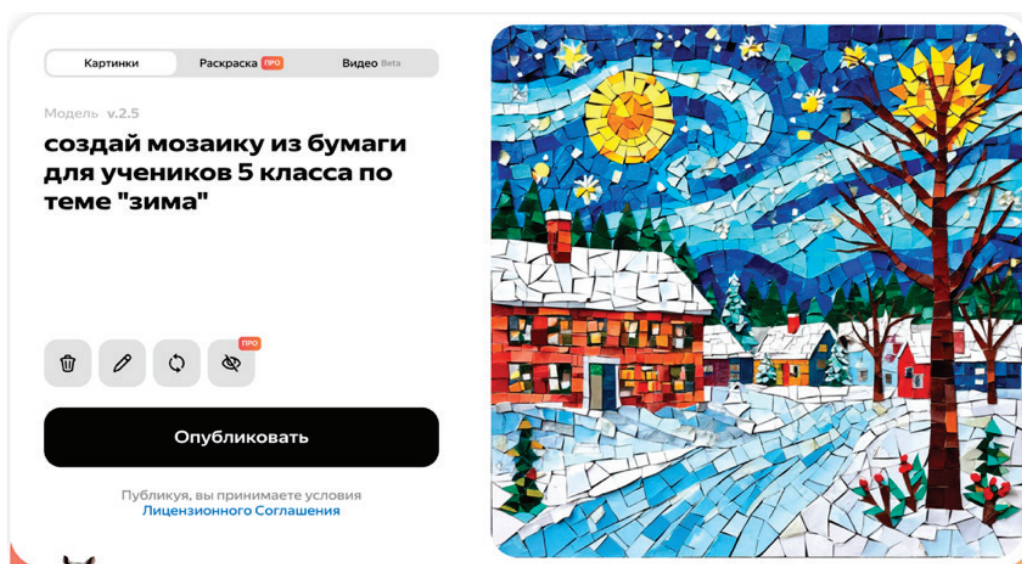 Картинки Раскраска ПРО Видео Beta
Модель v.2.5
создай мозаику из бумаги
для учеников 5 класса по
теме "зима"
ПРО
Опубликовать
Публикуя, вы принимаете условия
Лицензионного Соглашения